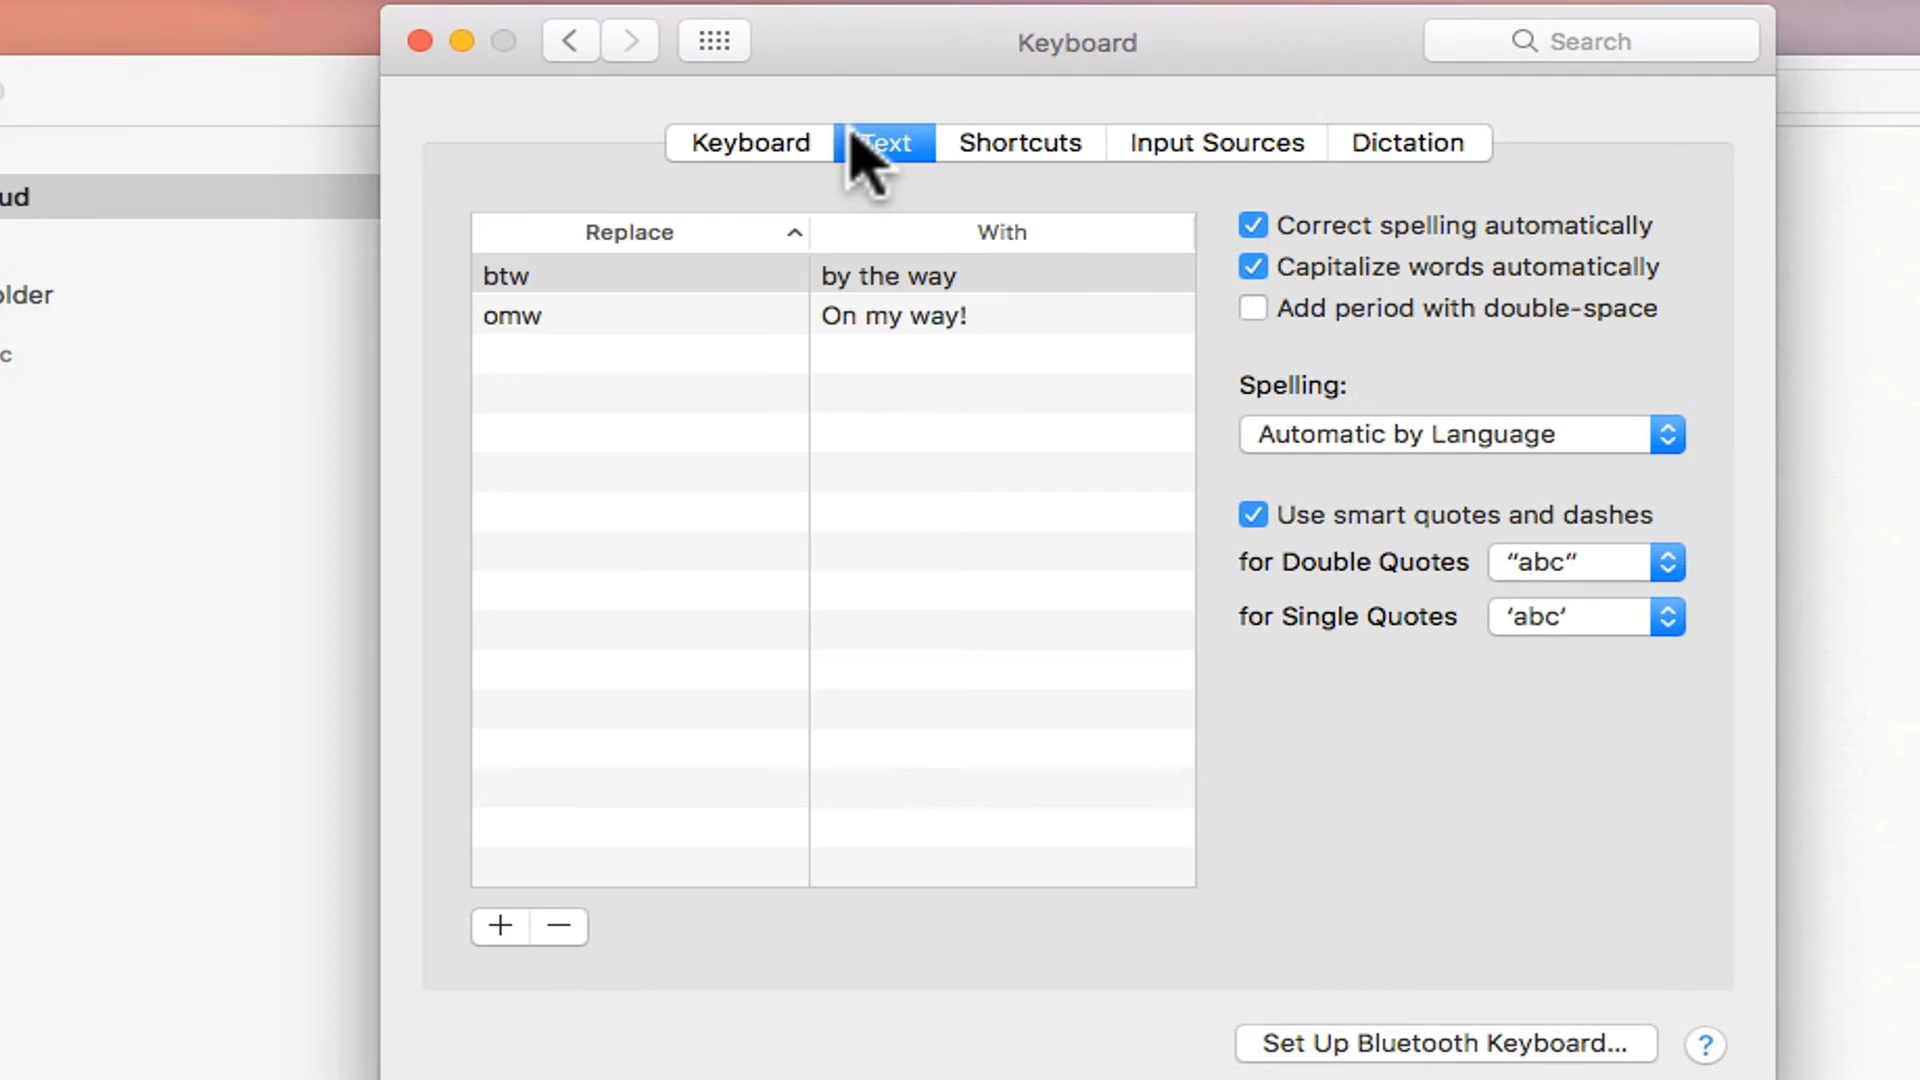 Keyboard
Search
Keyboard Text Shortcuts Input Sources Dictation
ud
older
c
Replace With
btw by the way
omw On my way!
Correct spelling automatically
Capitalize words automatically
Add period with double-space
Spelling:
Automatic by Language
Use smart quotes and dashes
for Double Quotes “abc”
for Single Quotes ‘abc’
+ −
Set Up Bluetooth Keyboard...
?